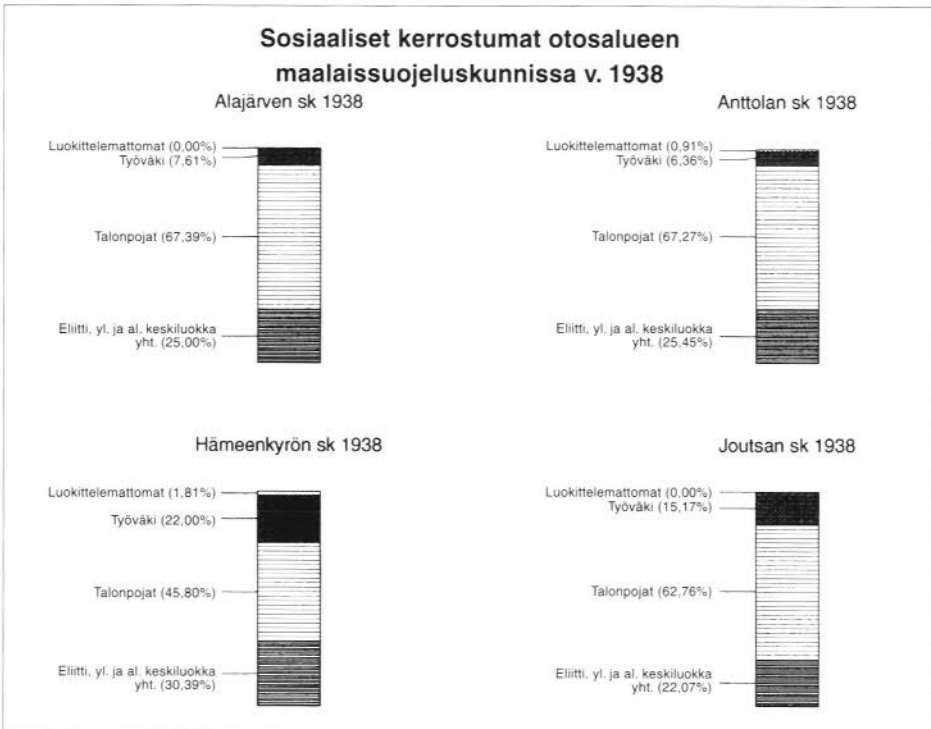 Sosiaaliset kerrostumat otosalueen
maalaissuojeluskunnissa v. 1938
Alajärven sk 1938
Luokittelemattomat (0,00%)
Työväki (7,61%)
Talonpojat (67,39%)
Eliitti, yl. ja al. keskiluokka
yht. (25,00%)
Anttolan sk 1938
Luokittelemattomat (0,91%)
Työväki (6,36%)
Talonpojat (67,27%)
Eliitti, yl. ja al. keskiluokka
yht. (25,45%)
Hämeenkyrön sk 1938
Luokittelemattomat (1,81%)
Työväki (22,00%)
Talonpojat (45,80%)
Eliitti, yl. ja al. keskiluokka
yht. (30,39%)
Joutsan sk 1938
Luokittelemattomat (0,00%)
Työväki (15,17%)
Talonpojat (62,76%)
Eliitti, yl. ja al. keskiluokka
yht. (22,07%)